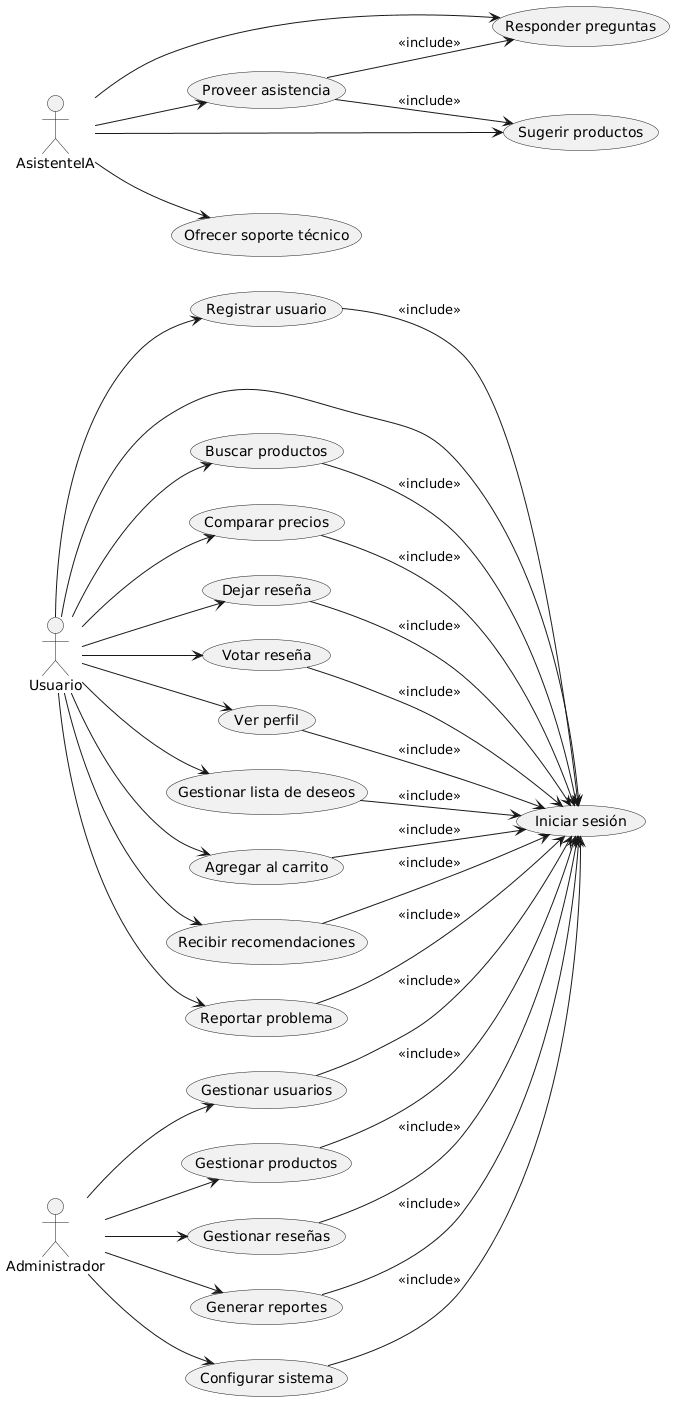 Responder preguntas
«include»
Proveer asistencia
«include»
Sugerir productos
AsistenteIA
Ofrecer soporte técnico
Registrar usuario
«include»
Buscar productos
«include»
Comparar precios
«include»
Dejar reseña
«include»
Votar reseña
Usuario
«include»
Ver perfil
«include»
Gestionar lista de deseos
«include»
Iniciar sesión
«include»
Agregar al carrito
«include»
Recibir recomendaciones
«include»
Reportar problema
«include»
Gestionar usuarios
«include»
Gestionar productos
«include»
Gestionar reseñas
«include»
Administrador
Generar reportes
«include»
Configurar sistema